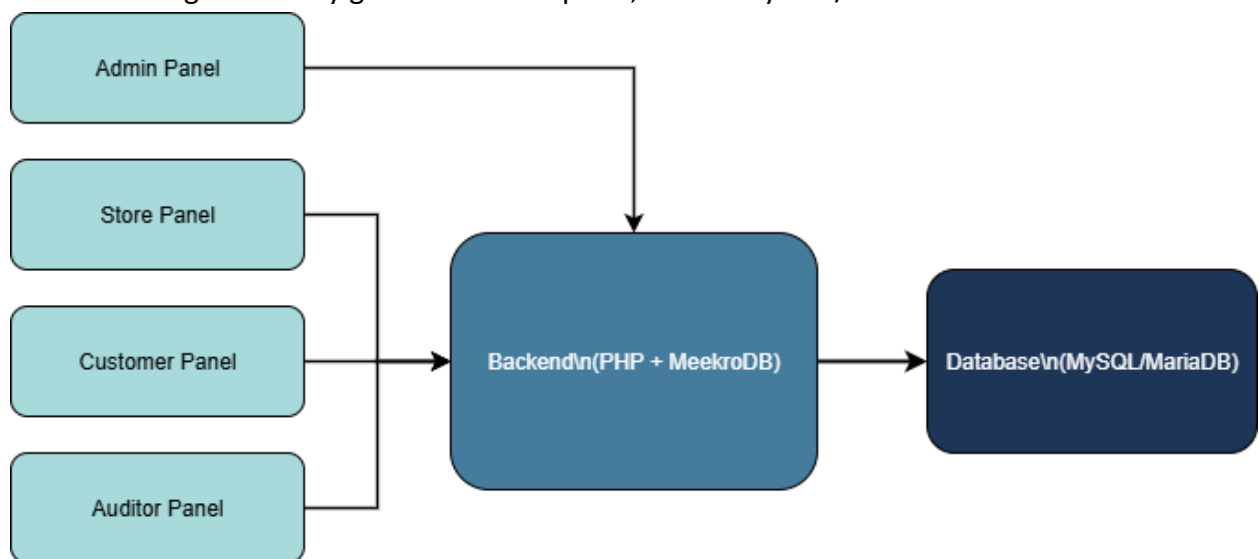 Admin Panel
Store Panel
Customer Panel
Auditor Panel
Backend\n(PHP + MeekroDB)
Database\n(MySQL/MariaDB)